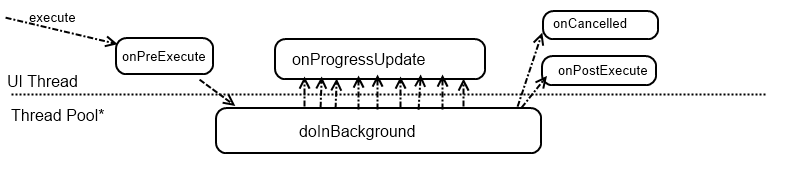 execute
onCancelled
onPreExecute
onProgressUpdate
onPostExecute
UI Thread
Thread Pool*
doInBackground